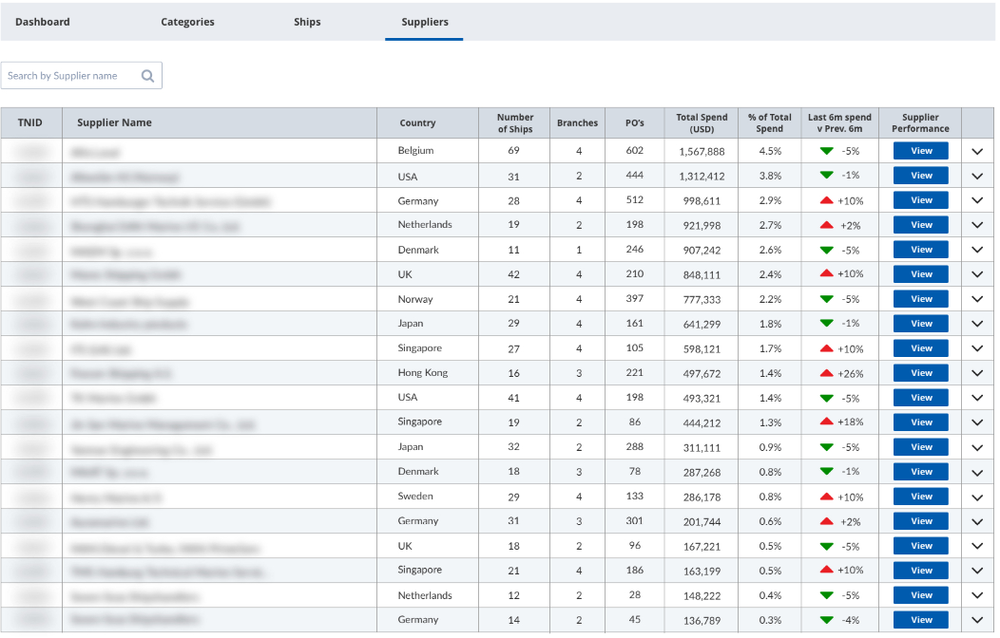 Dashboard Categories Ships Suppliers
Search by Supplier name
TNID Supplier Name Country Number of Ships Branches PO's Total Spend (USD) % of Total Spend Last 6m spend v Prev. 6m Supplier Performance
Belgium 69 4 602 1,567,888 4.5% -5% View
USA 31 2 444 1,312,412 3.8% -1% View
Germany 28 4 512 998,611 2.9% +10% View
Netherlands 19 2 198 921,998 2.7% +2% View
Denmark 11 1 246 907,242 2.6% -5% View
UK 42 4 210 848,111 2.4% +10% View
Norway 21 4 397 777,333 2.2% -5% View
Japan 29 4 161 641,299 1.8% -1% View
Singapore 27 4 105 598,121 1.7% +10% View
Hong Kong 16 3 221 497,672 1.4% +26% View
USA 41 4 198 493,321 1.4% -5% View
Singapore 19 2 86 444,212 1.3% +18% View
Japan 32 2 288 311,111 0.9% -5% View
Denmark 18 3 78 287,268 0.8% -1% View
Sweden 29 4 133 286,178 0.8% +10% View
Germany 31 3 301 201,744 0.6% +2% View
UK 18 2 96 167,221 0.5% -5% View
Singapore 21 4 186 163,199 0.5% +10% View
Netherlands 12 2 28 148,222 0.4% -5% View
Germany 14 2 45 136,789 0.3% -4% View